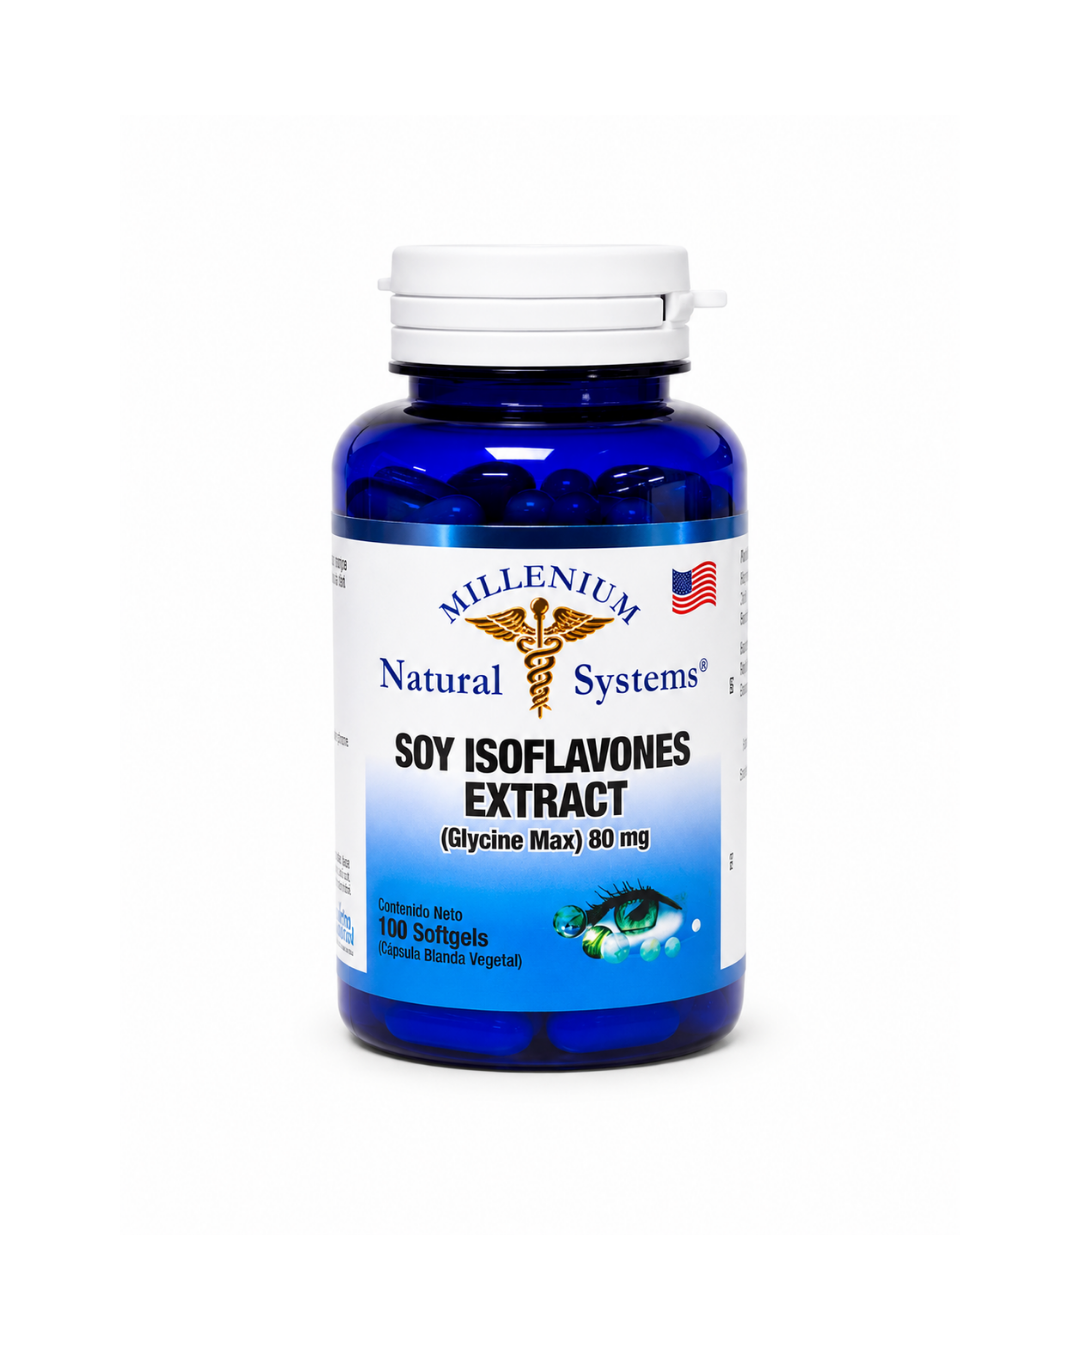 MILLENIUM
Natural Systems®
SOY ISOFLAVONES
EXTRACT
(Glycine Max) 80 mg
Contenido Neto
100 Softgels
(Cápsula Blanda Vegetal)